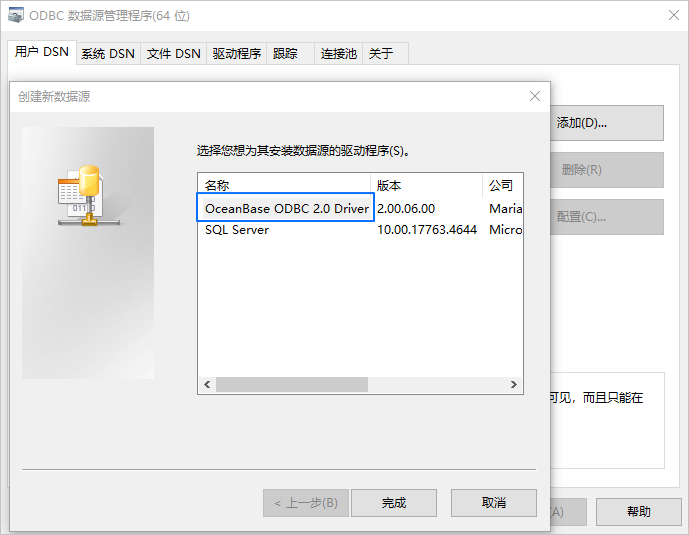 ODBC 数据源管理程序(64 位)
用户 DSN 系统 DSN 文件 DSN 驱动程序 跟踪 连接池 关于
创建新数据源
选择您想为其安装数据源的驱动程序(S)。
名称 版本 公司
OceanBase ODBC 2.0 Driver 2.00.06.00 Maria
SQL Server 10.00.17763.4644 Micro
添加(D)...
删除(R)
配置(C)...
可见，而且只能在
< 上一步(B) 完成 取消
(A) 帮助